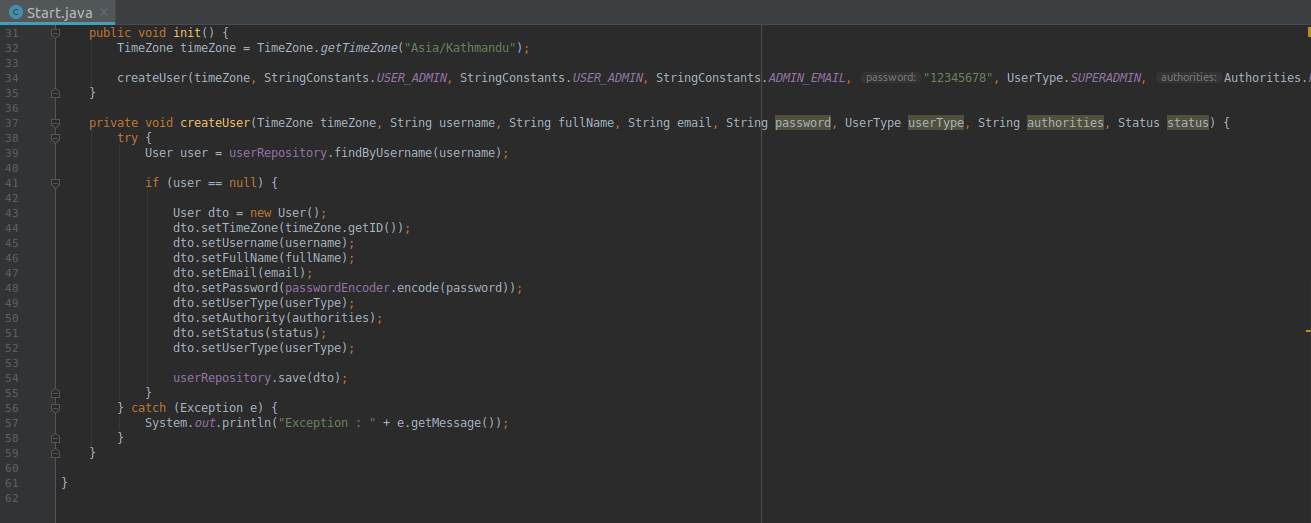 Start.java
31 public void init() {
32 TimeZone timeZone = TimeZone.getTimeZone("Asia/Kathmandu");
33
34 createUser(timeZone, StringConstants.USER_ADMIN, StringConstants.USER_ADMIN, StringConstants.ADMIN_EMAIL, password: "12345678", UserType.SUPERADMIN, authorities: Authorities.
35 }
36
37 private void createUser(TimeZone timeZone, String username, String fullName, String email, String password, UserType userType, String authorities, Status status) {
38 try {
39 User user = userRepository.findByUsername(username);
40
41 if (user == null) {
42
43 User dto = new User();
44 dto.setTimeZone(timeZone.getID());
45 dto.setUsername(username);
46 dto.setFullName(fullName);
47 dto.setEmail(email);
48 dto.setPassword(passwordEncoder.encode(password));
49 dto.setUserType(userType);
50 dto.setAuthority(authorities);
51 dto.setStatus(status);
52 dto.setUserType(userType);
53
54 userRepository.save(dto);
55 }
56 } catch (Exception e) {
57 System.out.println("Exception : " + e.getMessage());
58 }
59 }
60
61 }
62